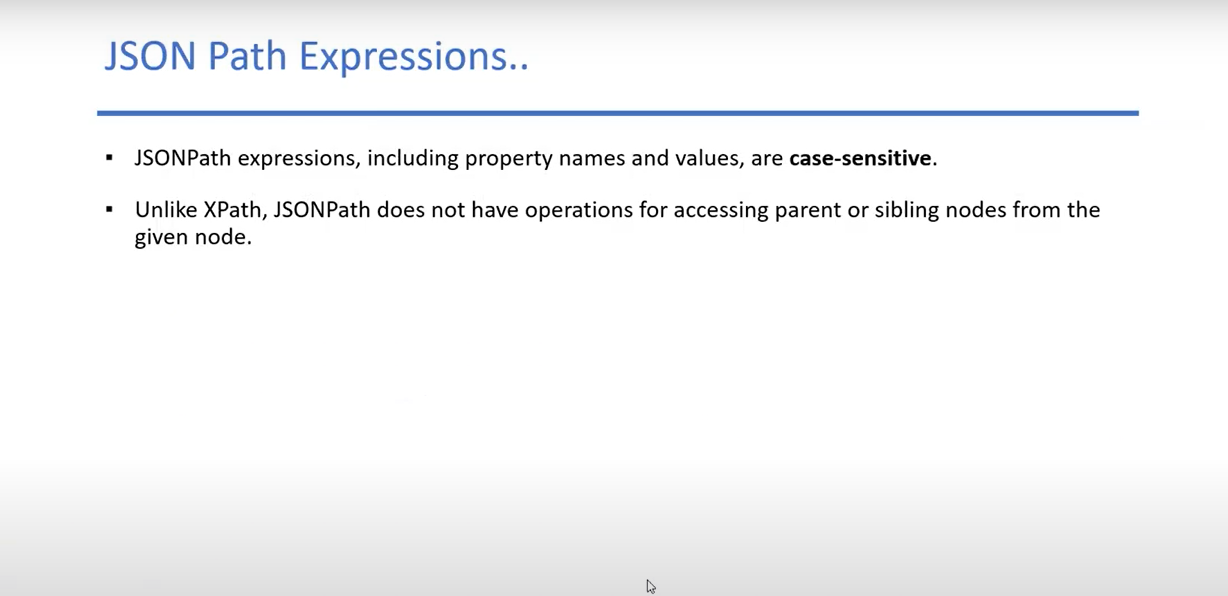 JSON Path Expressions..
▪ JSONPath expressions, including property names and values, are case-sensitive.
▪ Unlike XPath, JSONPath does not have operations for accessing parent or sibling nodes from the
given node.